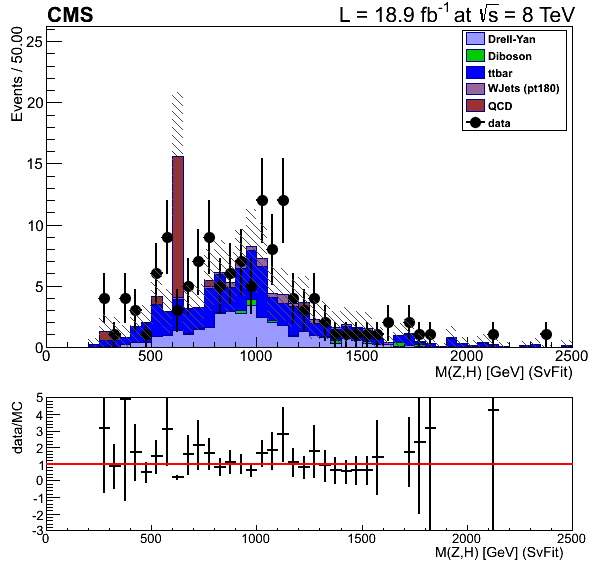 CMS L = 18.9 fb⁻¹ at √s = 8 TeV
Events / 50.00
25
20
15
10
5
0
Drell-Yan
Diboson
ttbar
WJets (pt180)
QCD
data
0 500 1000 1500 2000 2500
M(Z,H) [GeV] (SvFit)
data/MC
5
4
3
2
1
0
-1
-2
-3
0 500 1000 1500 2000 2500
M(Z,H) [GeV] (SvFit)